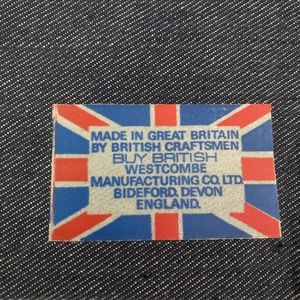 MADE IN GREAT BRITAIN
BY BRITISH CRAFTSMEN
BUY BRITISH
WESTCOMBE
MANUFACTURING CO. LTD.
BIDEFORD. DEVON
ENGLAND.